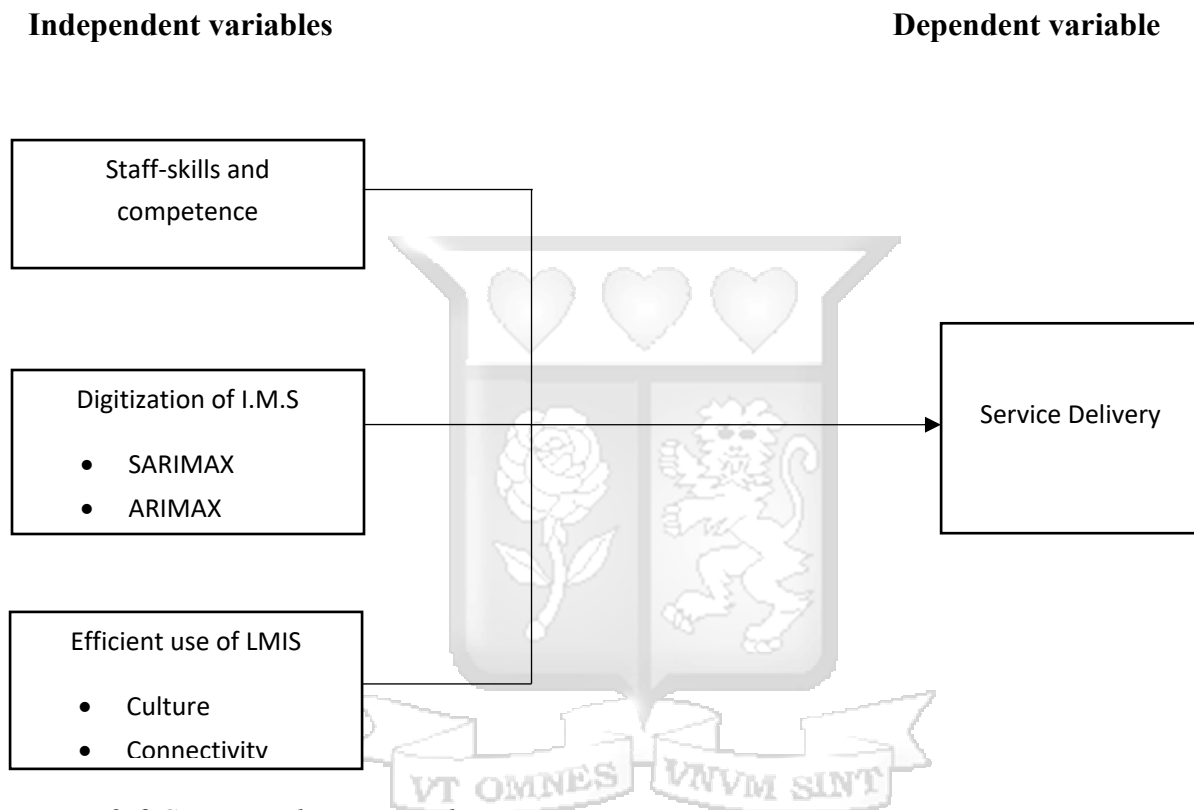 Independent variables
Dependent variable
Staff-skills and
competence
Digitization of I.M.S
• SARIMAX
• ARIMAX
Service Delivery
Efficient use of LMIS
• Culture
• Connectivity
VT OMNES VNVM SINT